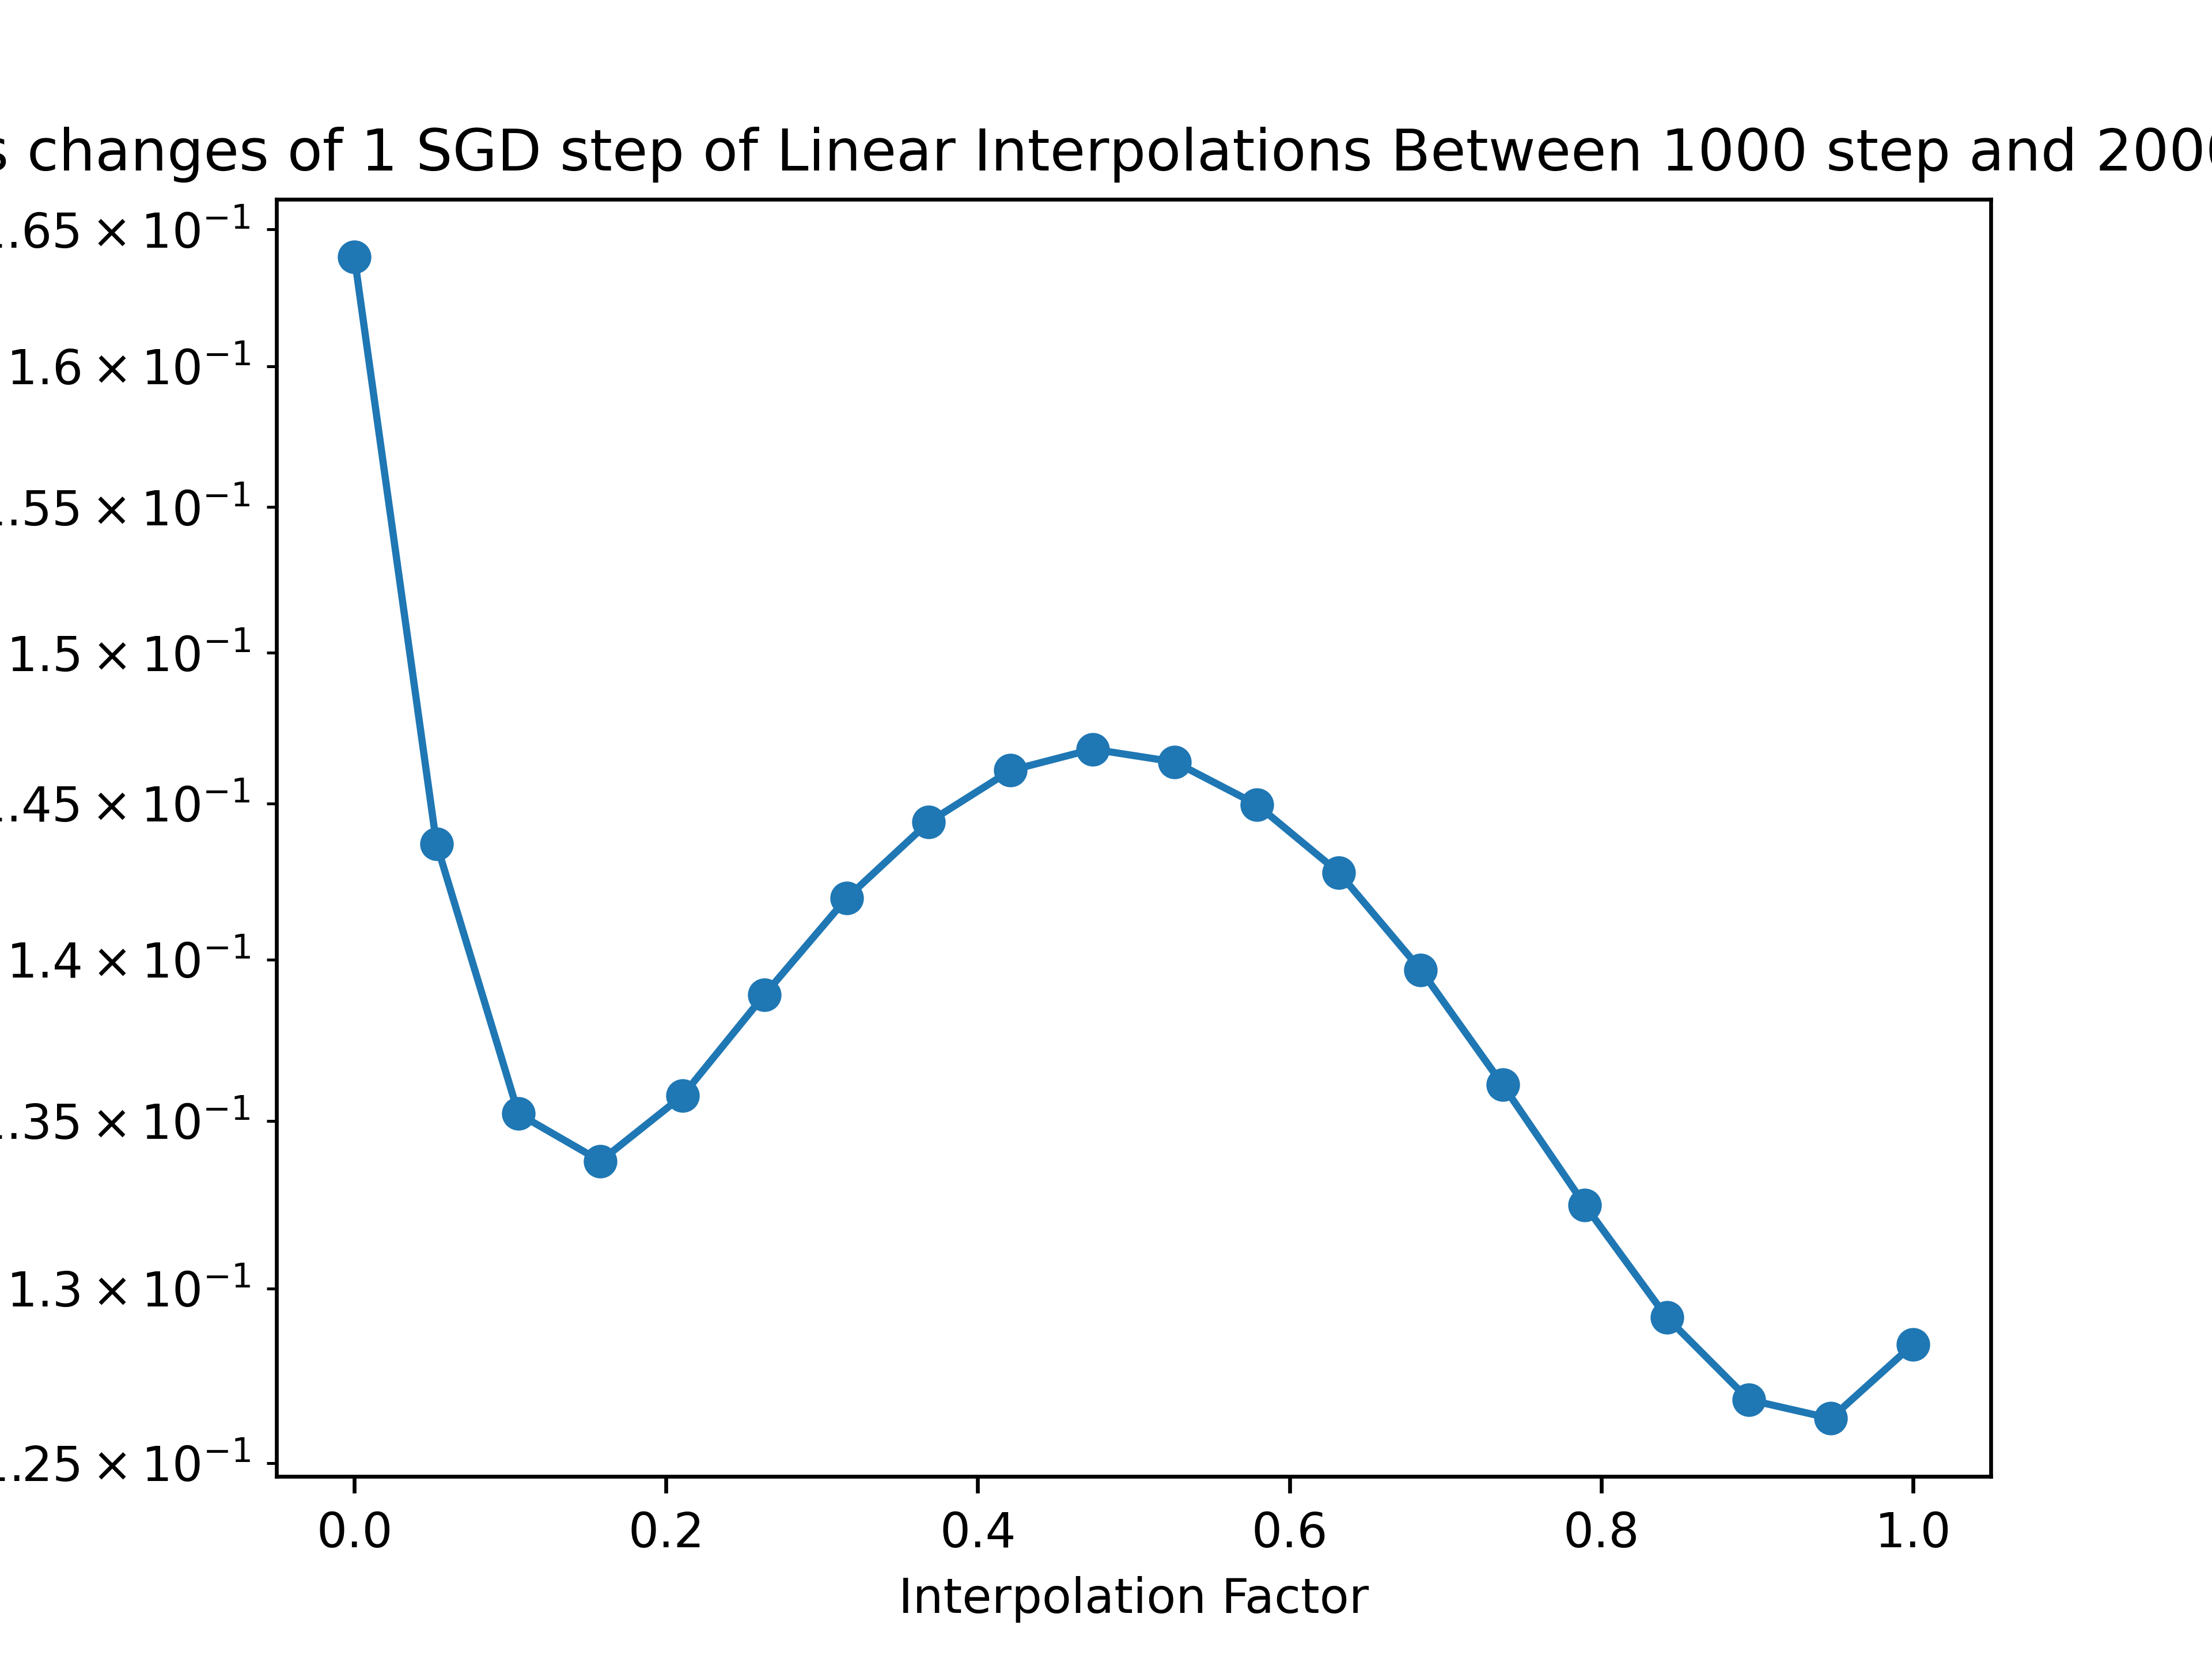 changes of 1 SGD step of Linear Interpolations Between 1000 step and
.65 × 10⁻¹
1.6 × 10⁻¹
.55 × 10⁻¹
1.5 × 10⁻¹
.45 × 10⁻¹
1.4 × 10⁻¹
.35 × 10⁻¹
1.3 × 10⁻¹
.25 × 10⁻¹
0.0 0.2 0.4 0.6 0.8 1.0
Interpolation Factor